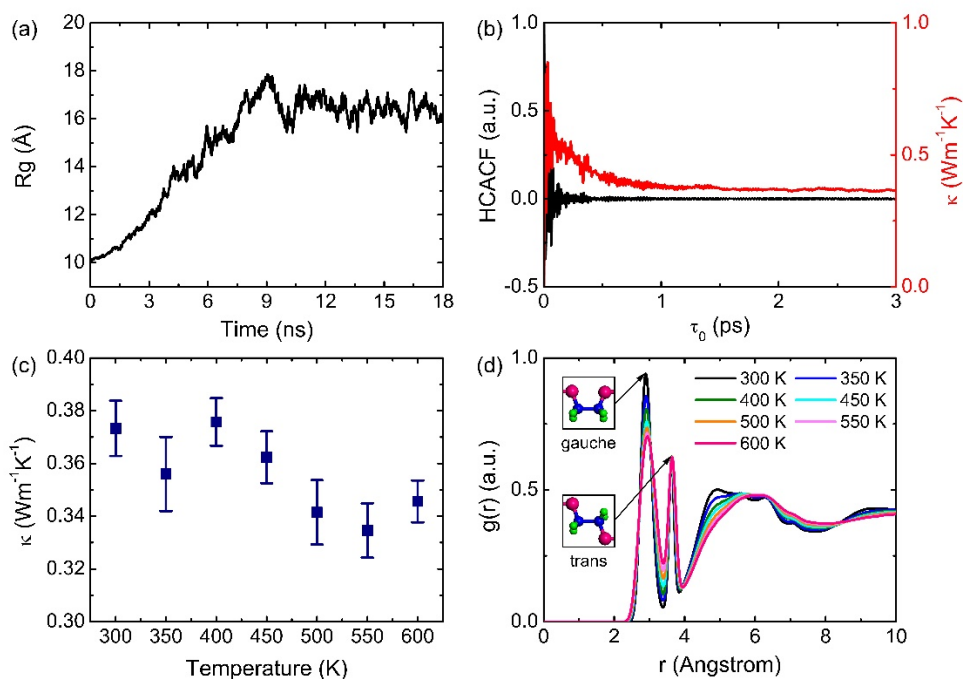 (a)
20
18
16
14
12
10
Rg (Å)
0 3 6 9 12 15 18
Time (ns)
(b)
1.0
0.5
0.0
-0.5
HCACF (a.u.)
1.0
0.5
0.0
κ (Wm⁻¹K⁻¹)
0 1 2 3
τ₀ (ps)
(c)
0.40
0.38
0.36
0.34
0.32
0.30
κ (Wm⁻¹K⁻¹)
300 350 400 450 500 550 600
Temperature (K)
(d)
1.0
0.5
0.0
g(r) (a.u.)
gauche
trans
300 K 350 K
400 K 450 K
500 K 550 K
600 K
0 2 4 6 8 10
r (Angstrom)